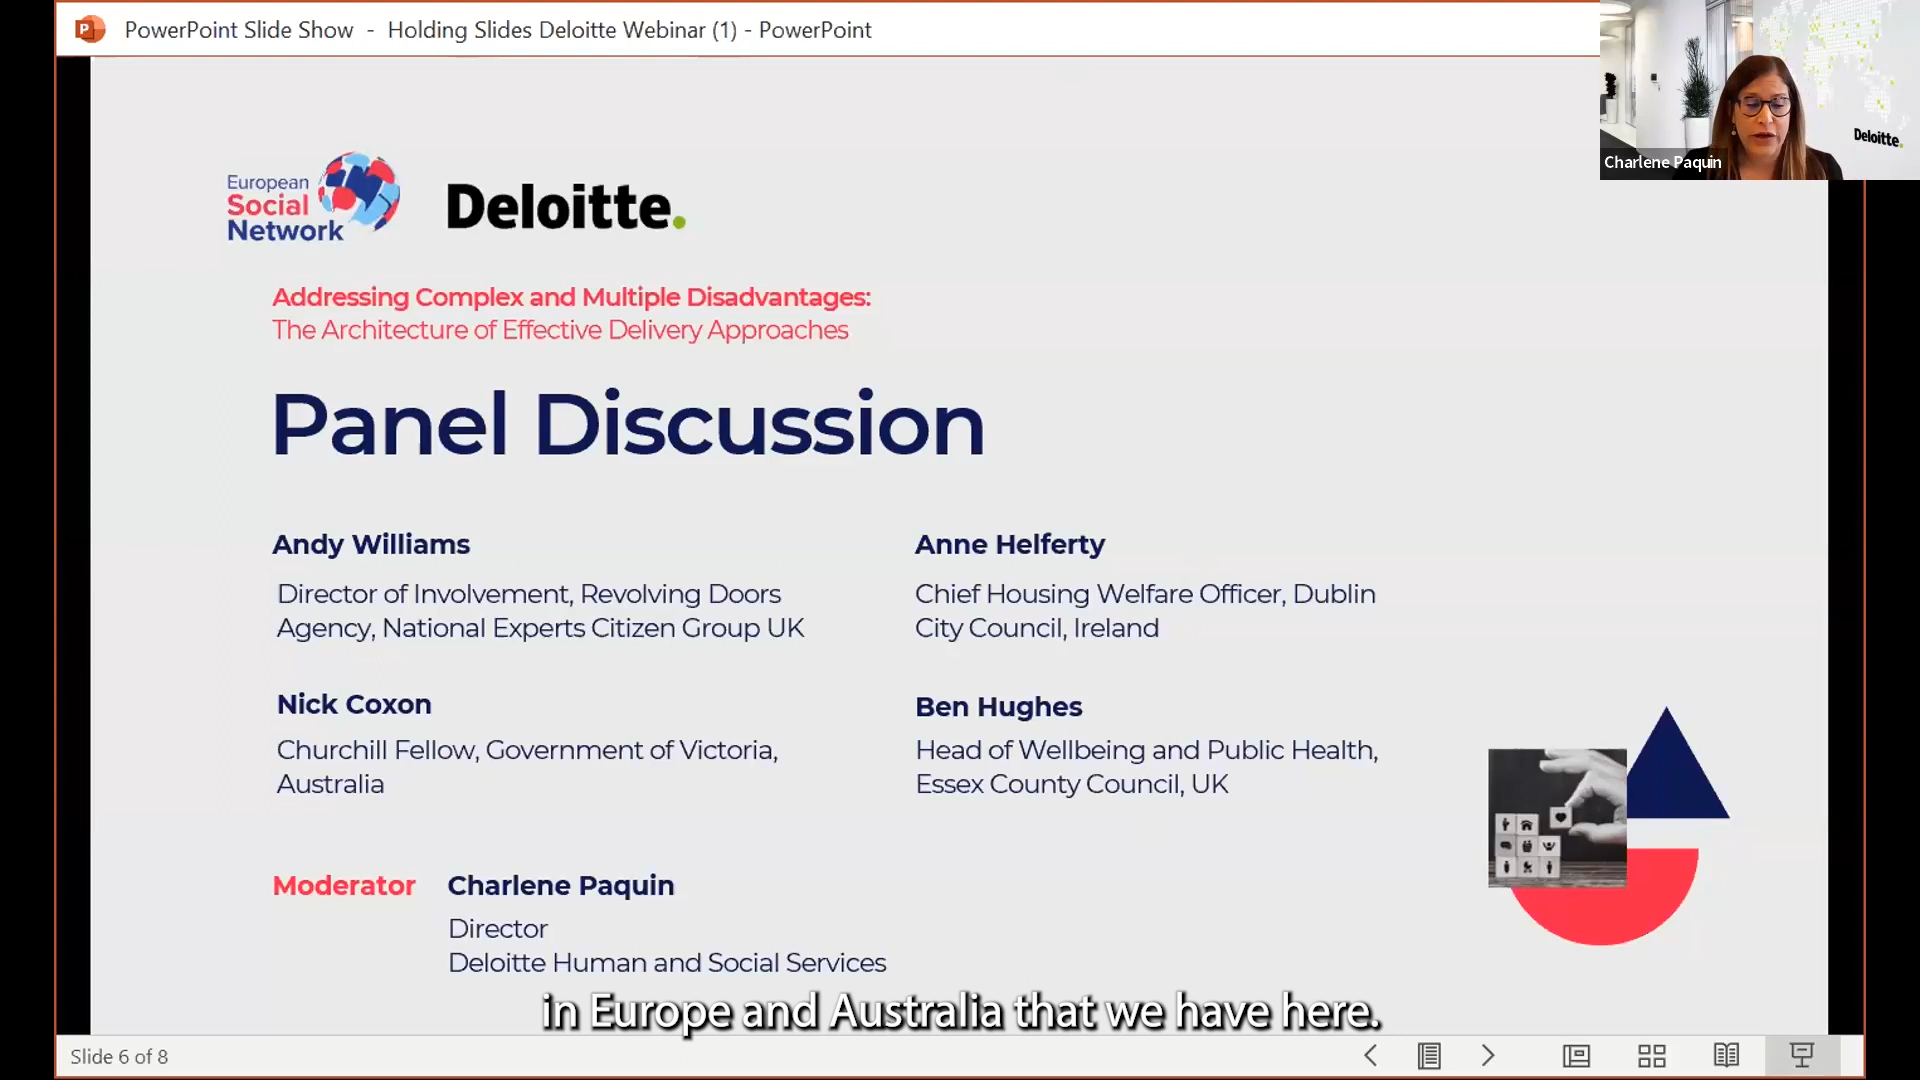 PowerPoint Slide Show - Holding Slides Deloitte Webinar (1) - PowerPoint
Deloitte.
Charlene Paquin
European
Social
Network
Deloitte.
Addressing Complex and Multiple Disadvantages:
The Architecture of Effective Delivery Approaches
Panel Discussion
Andy Williams
Director of Involvement, Revolving Doors
Agency, National Experts Citizen Group UK
Anne Helferty
Chief Housing Welfare Officer, Dublin
City Council, Ireland
Nick Coxon
Churchill Fellow, Government of Victoria,
Australia
Ben Hughes
Head of Wellbeing and Public Health,
Essex County Council, UK
Moderator Charlene Paquin
Director
Deloitte Human and Social Services
in Europe and Australia that we have here.
Slide 6 of 8